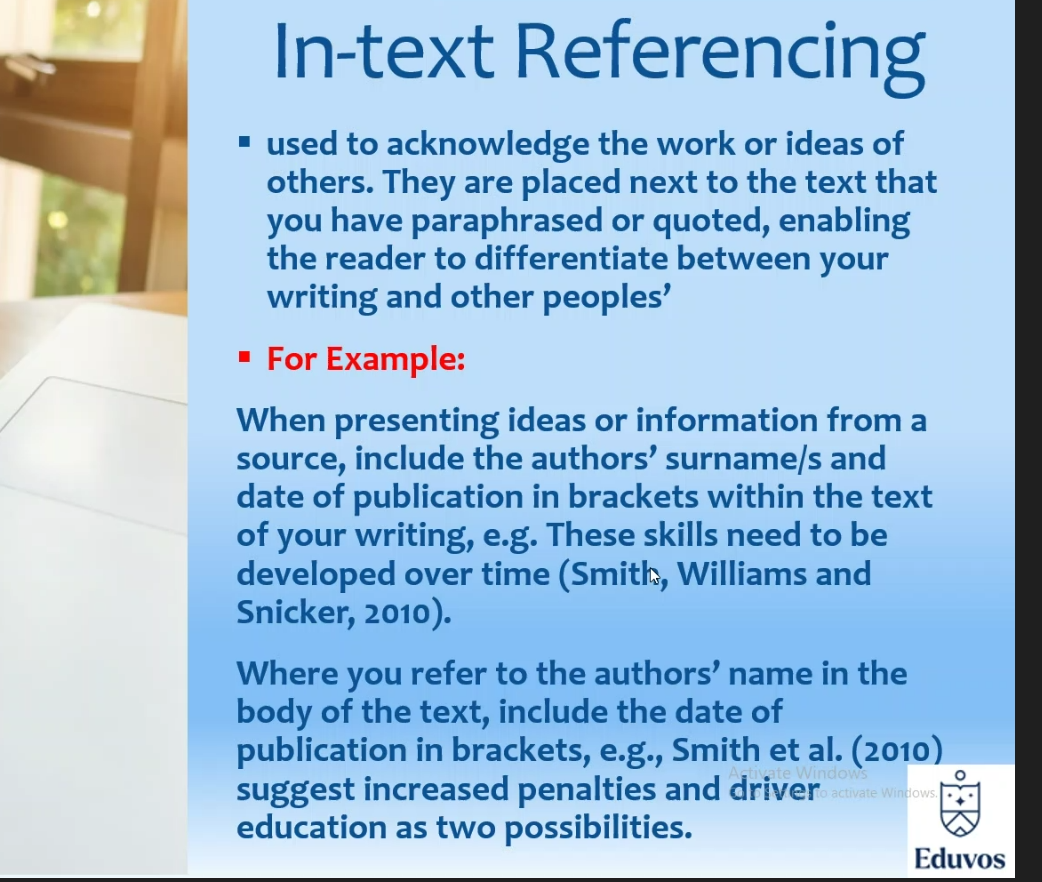 In-text Referencing
▪ used to acknowledge the work or ideas of
others. They are placed next to the text that
you have paraphrased or quoted, enabling
the reader to differentiate between your
writing and other peoples’
▪ For Example:
When presenting ideas or information from a
source, include the authors’ surname/s and
date of publication in brackets within the text
of your writing, e.g. These skills need to be
developed over time (Smith, Williams and
Snicker, 2010).
Where you refer to the authors’ name in the
body of the text, include the date of
publication in brackets, e.g., Smith et al. (2010)
suggest increased penalties and driver
education as two possibilities.
Activate Windows
to activate Windows.
Eduvos